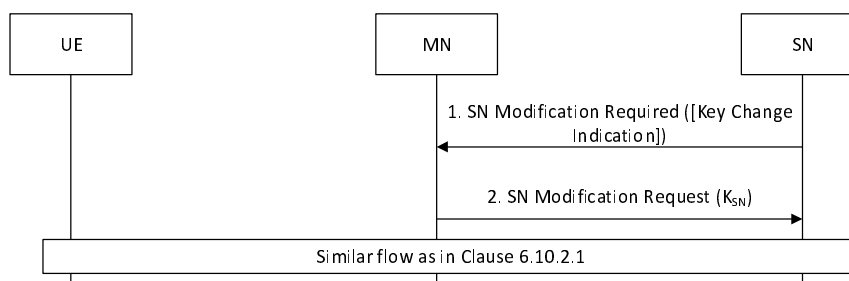 UE
MN
SN
1. SN Modification Required ([Key Change
Indication])
2. SN Modification Request (KSN)
Similar flow as in Clause 6.10.2.1